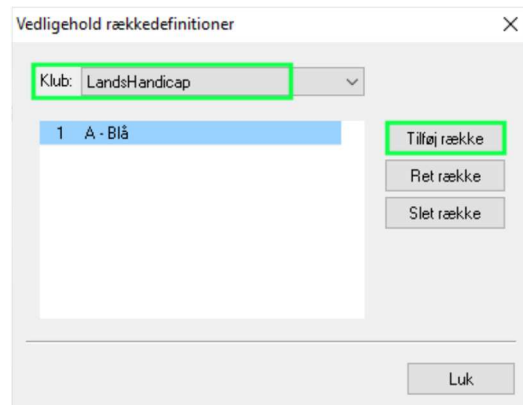 Vedligehold rækkedefinitioner
Klub: LandsHandicap
1 A - Blå
Tilføj række
Ret række
Slet række
Luk